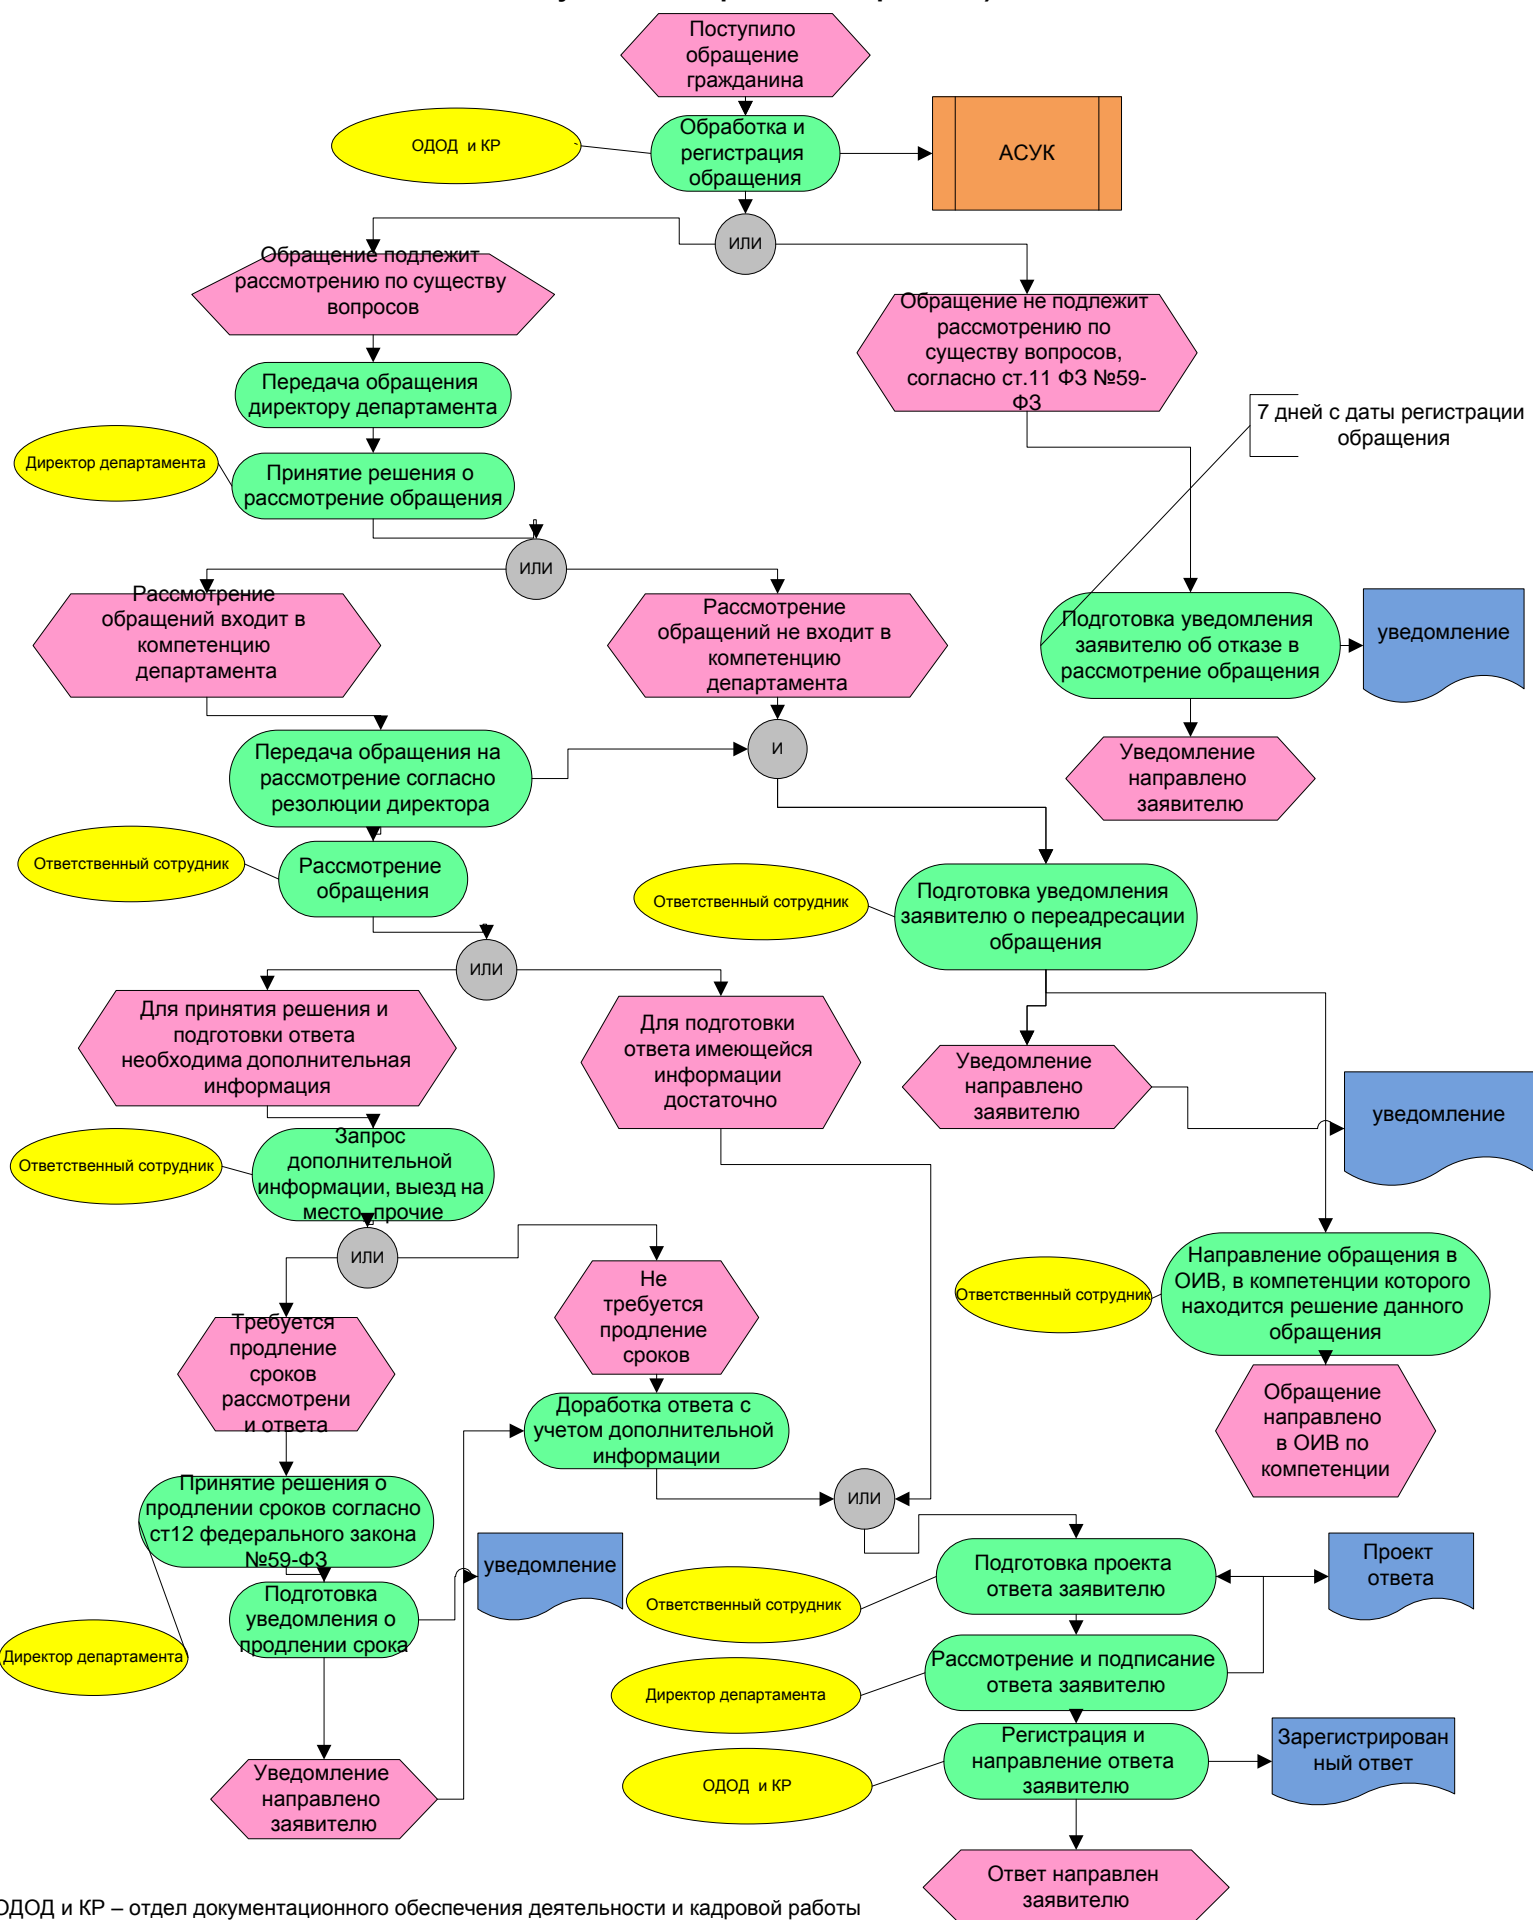 Поступило
обращение
гражданина
ОДОД и КР
Обработка и
регистрация
обращения
АСУК
ИЛИ
Обращение подлежит
рассмотрению по существу
вопросов
Обращение не подлежит
рассмотрению по
существу вопросов,
согласно ст.11 ФЗ №59-
ФЗ
Передача обращения
директору департамента
7 дней с даты регистрации
обращения
Директор департамента
Принятие решения о
рассмотрение обращения
ИЛИ
Рассмотрение
обращений входит в
компетенцию
департамента
Рассмотрение
обращений не входит в
компетенцию
департамента
Подготовка уведомления
заявителю об отказе в
рассмотрение обращения
уведомление
Передача обращения на
рассмотрение согласно
резолюции директора
И
Уведомление
направлено
заявителю
Ответственный сотрудник
Рассмотрение
обращения
Ответственный сотрудник
Подготовка уведомления
заявителю о переадресации
обращения
ИЛИ
Для принятия решения и
подготовки ответа
необходима дополнительная
информация
Для подготовки
ответа имеющейся
информации
достаточно
Уведомление
направлено
заявителю
уведомление
Ответственный сотрудник
Запрос
дополнительной
информации, выезд на
место, прочие
ИЛИ
Не
требуется
продление
сроков
Ответственный сотрудник
Направление обращения в
ОИВ, в компетенции которого
находится решение данного
обращения
Требуется
продление
сроков
рассмотрени
и ответа
Доработка ответа с
учетом дополнительной
информации
Обращение
направлено
в ОИВ по
компетенции
Принятие решения о
продлении сроков согласно
ст12 федерального закона
№59-ФЗ
ИЛИ
уведомление
Подготовка проекта
ответа заявителю
Проект
ответа
Подготовка
уведомления о
продлении срока
Ответственный сотрудник
Директор департамента
Рассмотрение и подписание
ответа заявителю
Директор департамента
Регистрация и
направление ответа
заявителю
Зарегистрирован
ный ответ
ОДОД и КР
Уведомление
направлено
заявителю
Ответ направлен
заявителю
ОДОД и КР – отдел документационного обеспечения деятельности и кадровой работы